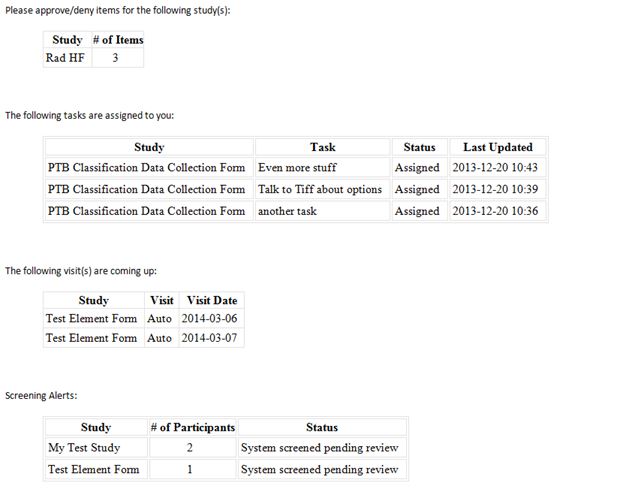 Please approve/deny items for the following study(s):
Study # of Items
Rad HF 3
The following tasks are assigned to you:
Study Task Status Last Updated
PTB Classification Data Collection Form Even more stuff Assigned 2013-12-20 10:43
PTB Classification Data Collection Form Talk to Tiff about options Assigned 2013-12-20 10:39
PTB Classification Data Collection Form another task Assigned 2013-12-20 10:36
The following visit(s) are coming up:
Study Visit Visit Date
Test Element Form Auto 2014-03-06
Test Element Form Auto 2014-03-07
Screening Alerts:
Study # of Participants Status
My Test Study 2 System screened pending review
Test Element Form 1 System screened pending review